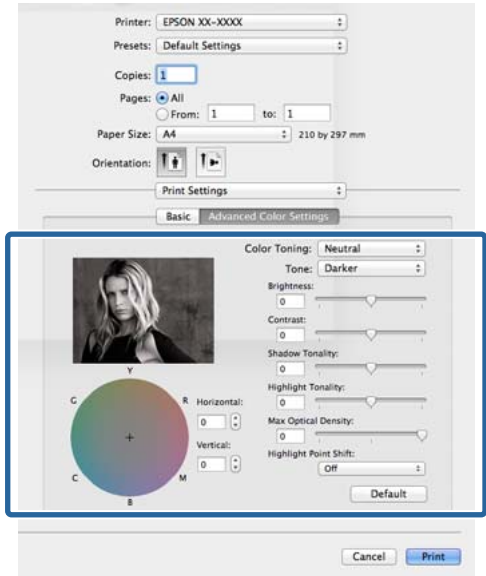 Printer: EPSON XX-XXXX
Presets: Default Settings
Copies: 1
Pages: All
From: 1 to: 1
Paper Size: A4 210 by 297 mm
Orientation:
Print Settings
Basic Advanced Color Settings
Color Toning: Neutral
Tone: Darker
Brightness:
0
Contrast:
0
Shadow Tonality:
0
Highlight Tonality:
0
Max Optical Density:
0
Highlight Point Shift:
Off
Default
Y
G R
C M
B
Horizontal:
0
Vertical:
0
Cancel Print